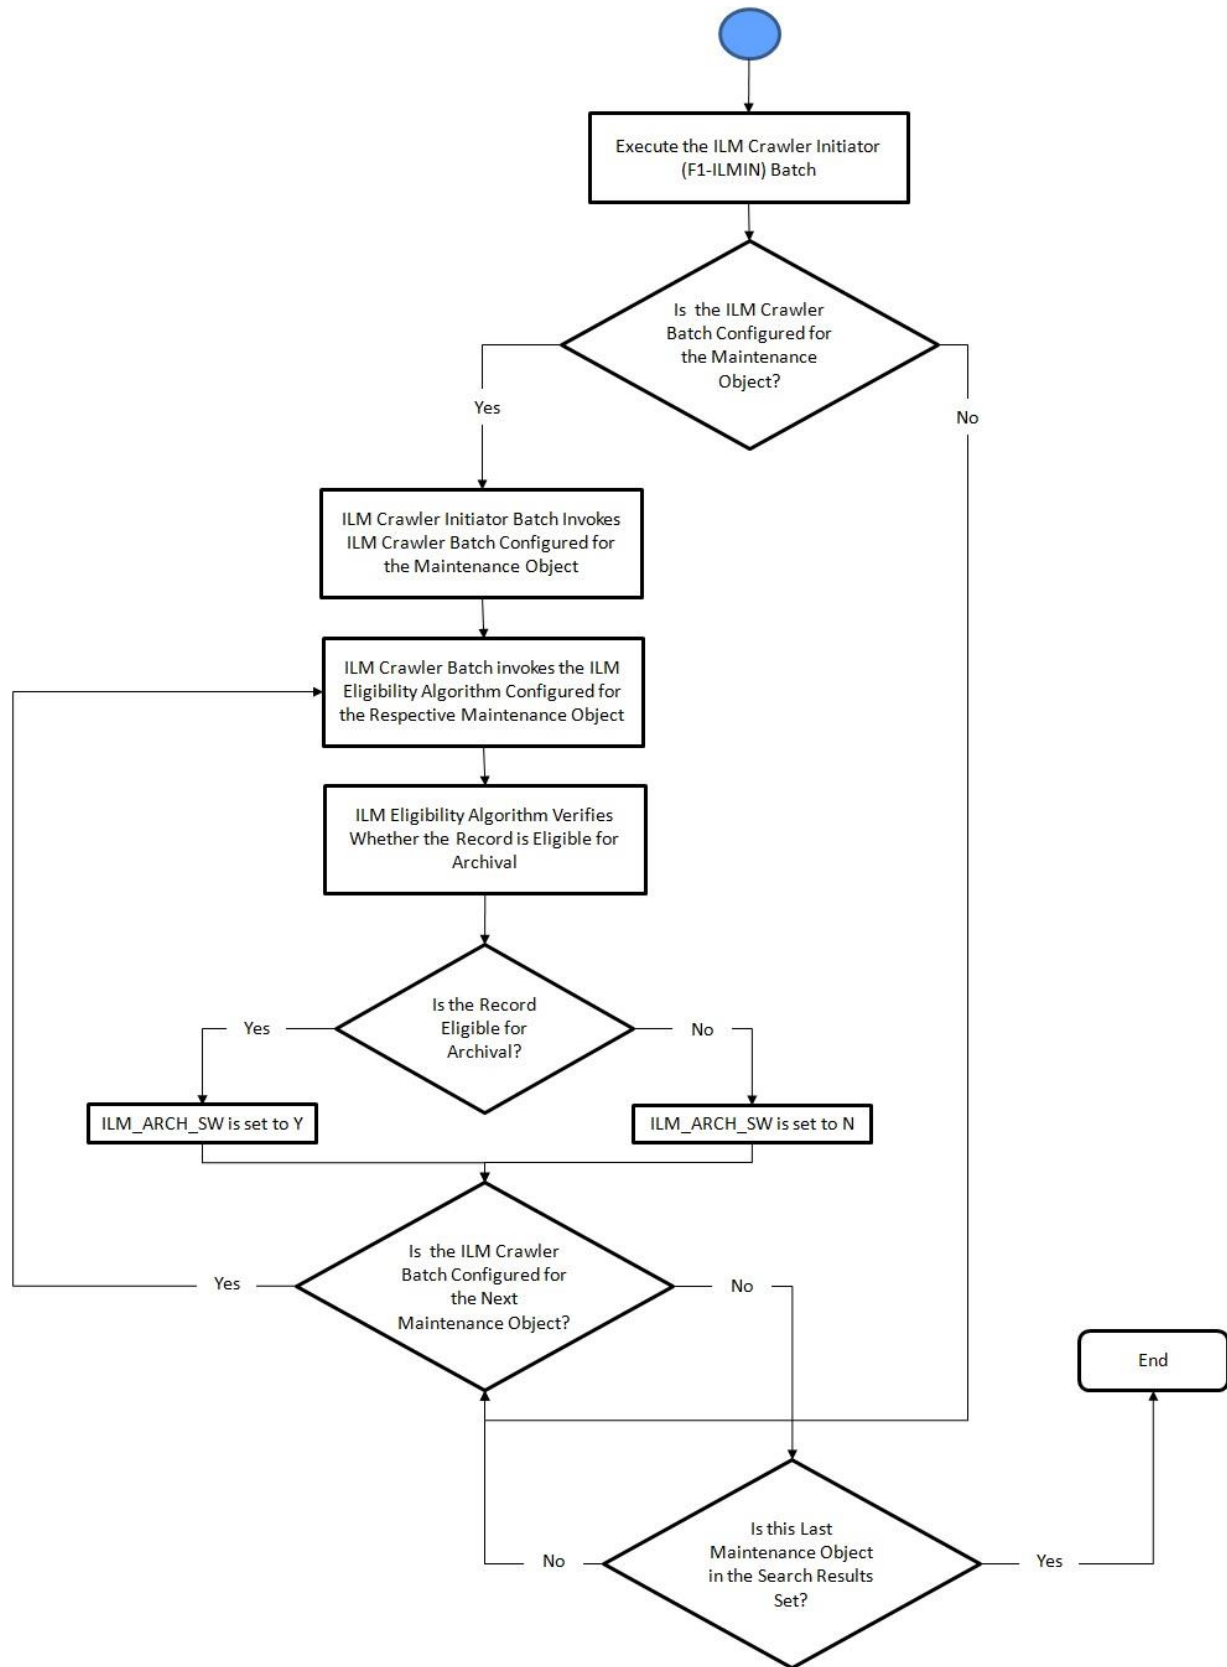 Execute the ILM Crawler Initiator
(F1-ILMIN) Batch
Is the ILM Crawler
Batch Configured for
the Maintenance
Object?
Yes
No
ILM Crawler Initiator Batch Invokes
ILM Crawler Batch Configured for
the Maintenance Object
ILM Crawler Batch invokes the ILM
Eligibility Algorithm Configured for
the Respective Maintenance Object
ILM Eligibility Algorithm Verifies
Whether the Record is Eligible for
Archival
Is the Record
Eligible for
Archival?
Yes
No
ILM_ARCH_SW is set to Y
ILM_ARCH_SW is set to N
Is the ILM Crawler
Batch Configured for
the Next
Maintenance Object?
Yes
No
End
Is this Last
Maintenance Object
in the Search Results
Set?
No
Yes